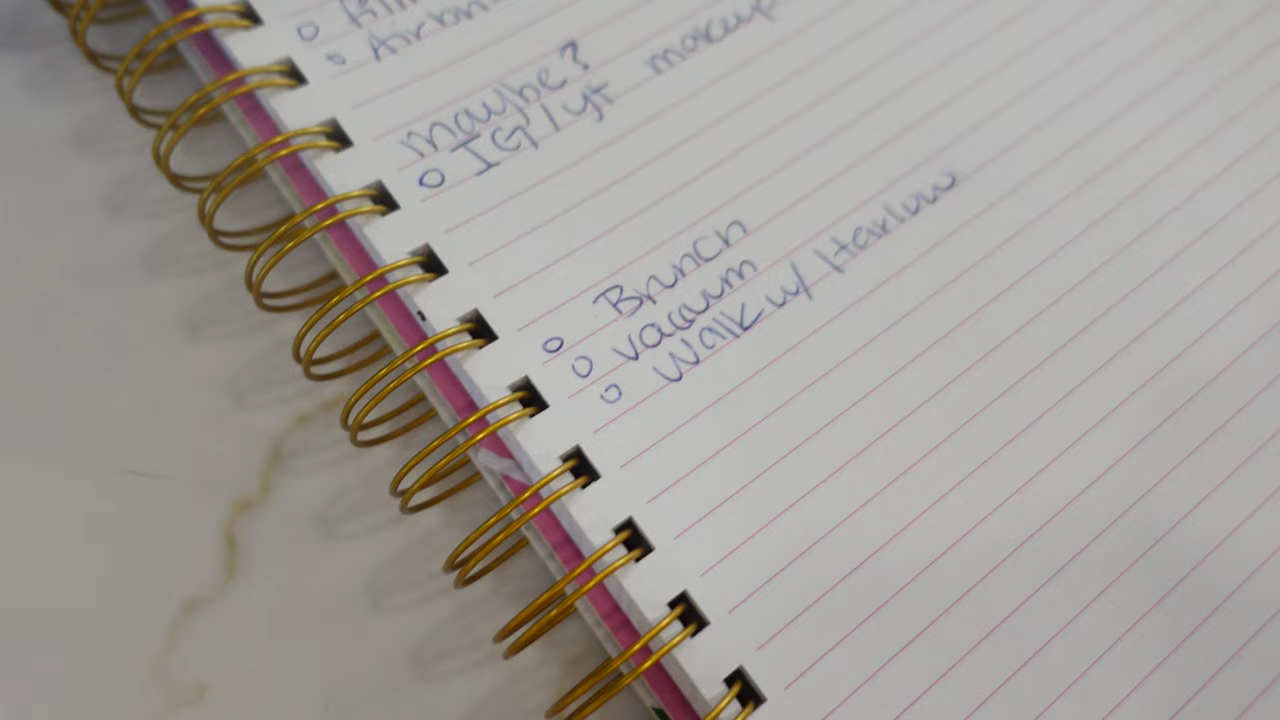 maybe?
o IG/yt makeup
o Brunch
o vacuum
o Walk w/ Harlow